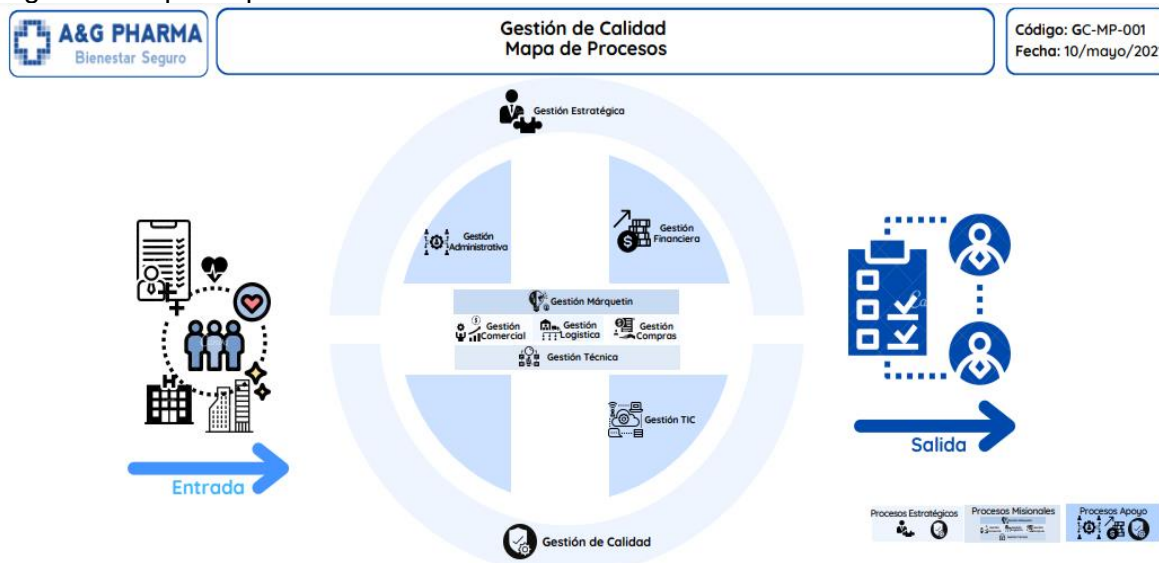 A&G PHARMA
Bienestar Seguro
Gestión de Calidad
Mapa de Procesos
Código: GC-MP-001
Fecha: 10/mayo/202
Gestión Estratégica
Gestión
Administrativa
Gestión
Financiera
Gestión Márquetin
Gestión
Comercial
Gestión
Logistica
Gestión
Compras
Gestión Técnica
Gestión TIC
Entrada
Salida
Gestión de Calidad
Procesos Estratégicos
Procesos Misionales
Procesos Apoyo